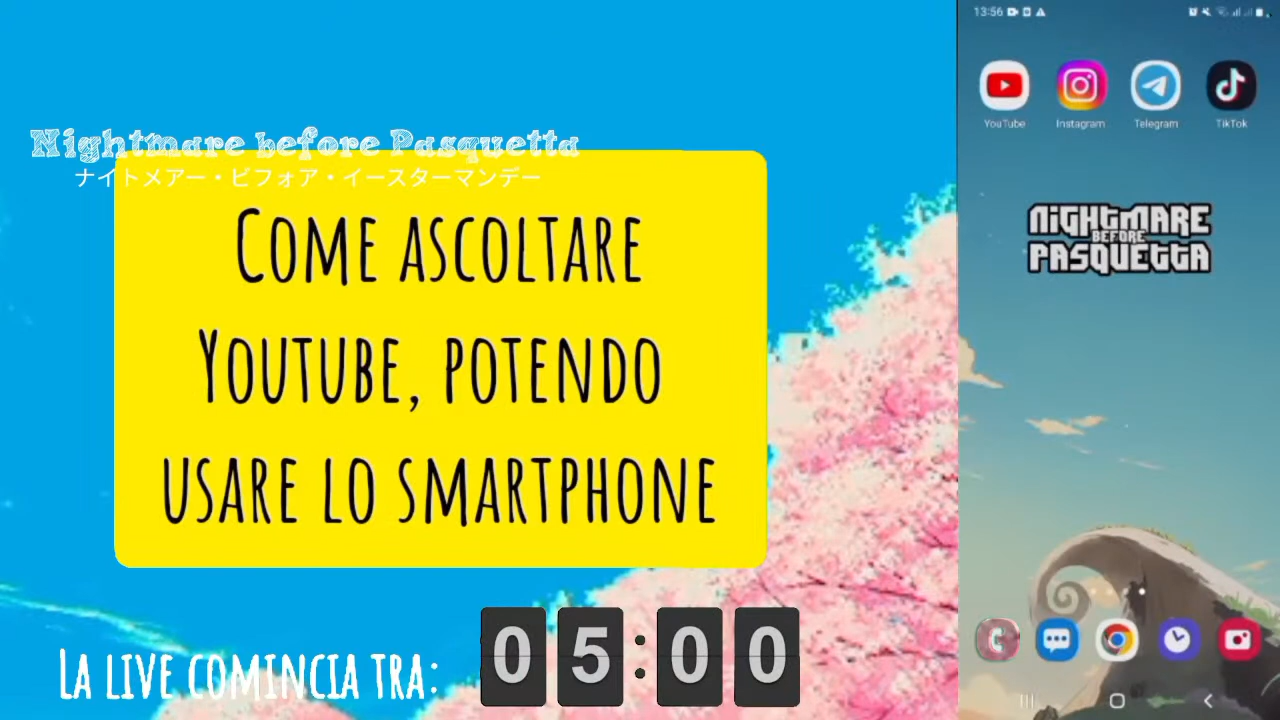 Nightmare before Pasquetta
ナイトメアー・ビフォア・イースターマンデー
COME ASCOLTARE
YOUTUBE, POTENDO
USARE LO SMARTPHONE
LA LIVE COMINCIA TRA:
05:00
13:56
YouTube
Instagram
Telegram
TikTok
NIGHTMARE
BEFORE
PASQUETTA